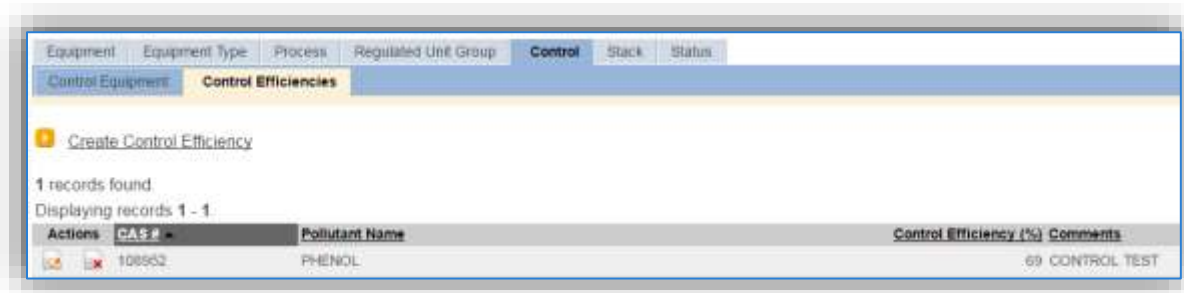 Equipment Equipment Type Process Regulated Unit Group Control Stack Status
Control Equipment Control Efficiencies
Create Control Efficiency
1 records found
Displaying records 1 - 1
Actions CAS # Pollutant Name Control Efficiency (%) Comments
108952 PHENOL 69 CONTROL TEST